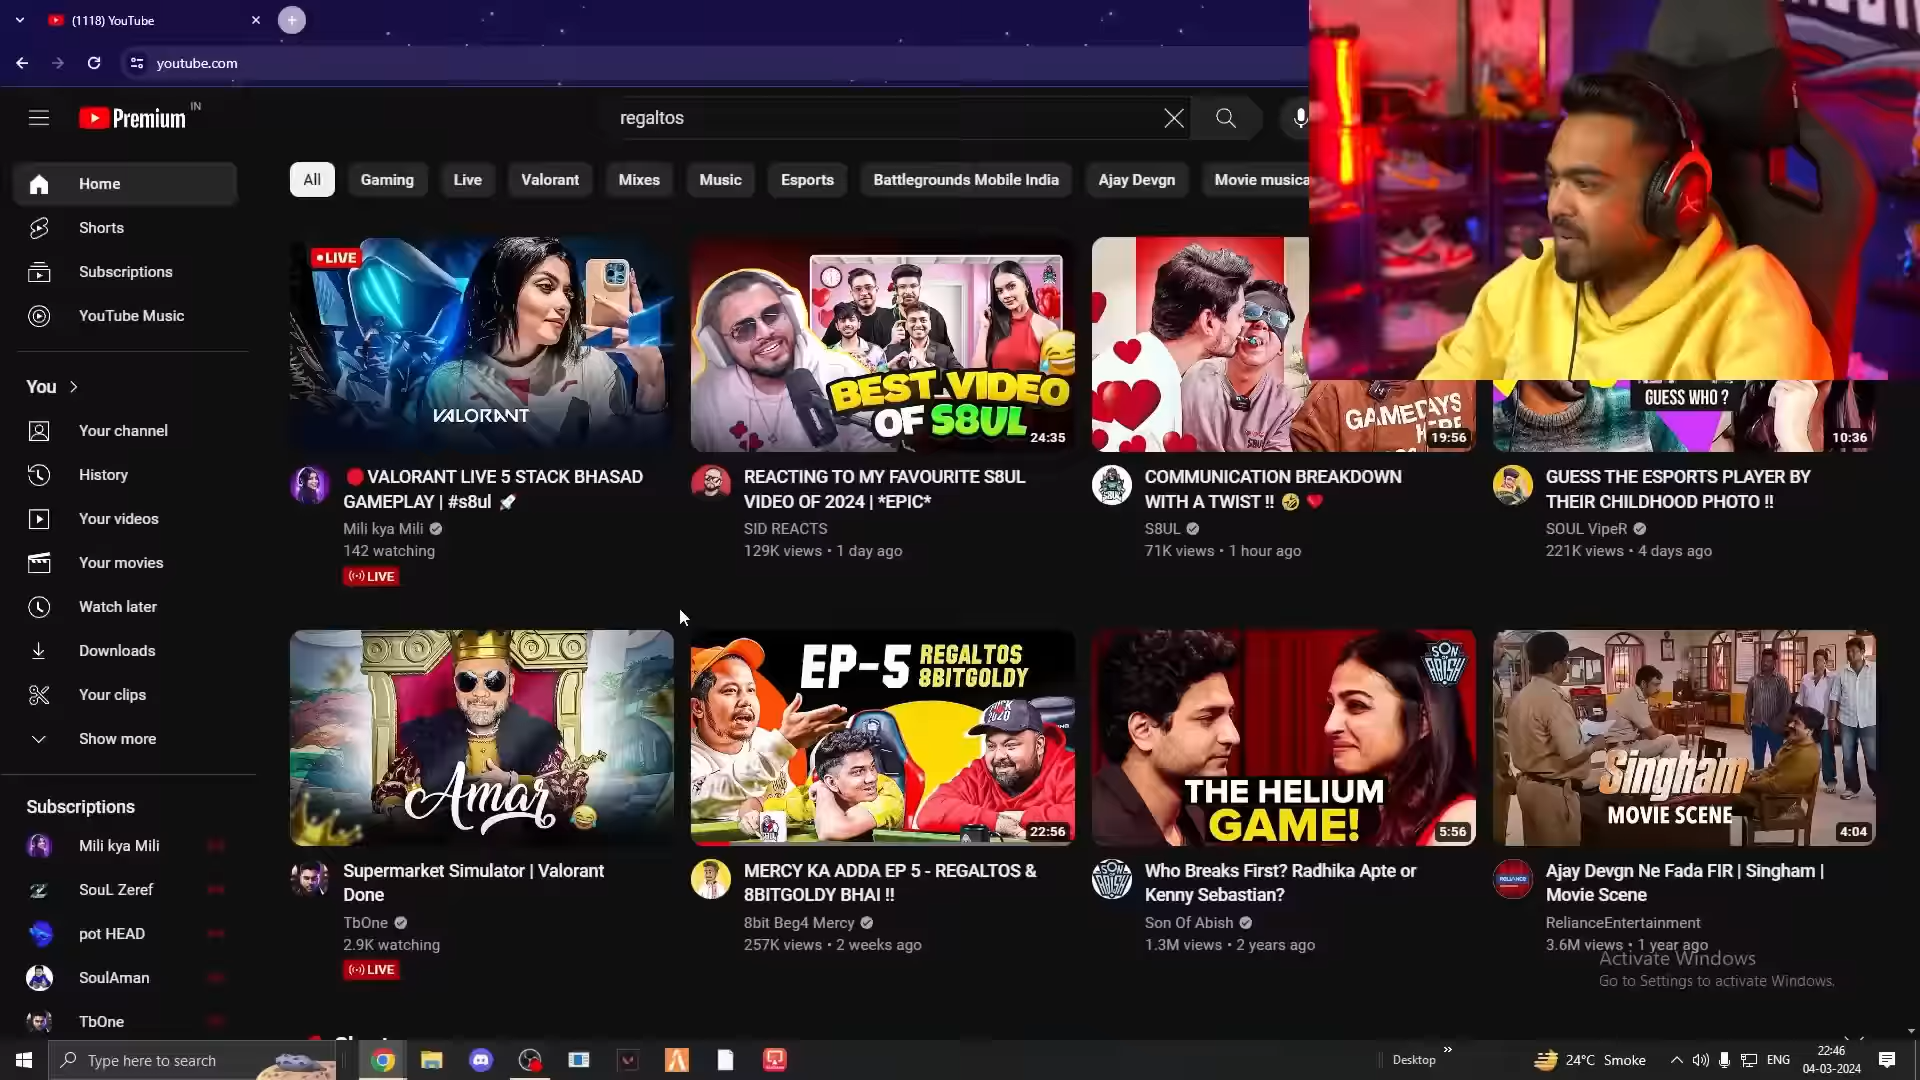 (1118) YouTube
youtube.com
Premium IN
regaltos
All Gaming Live Valorant Mixes Music Esports Battlegrounds Mobile India Ajay Devgn Movie musica
Home
Shorts
Subscriptions
YouTube Music
You
Your channel
History
Your videos
Your movies
Watch later
Downloads
Your clips
Show more
Subscriptions
Mili kya Mili
SouL Zeref
pot HEAD
SoulAman
TbOne
LIVE
VALORANT
VALORANT LIVE 5 STACK BHASAD
GAMEPLAY | #s8ul
Mili kya Mili
142 watching
LIVE
BEST VIDEO
OF S8UL
24:35
REACTING TO MY FAVOURITE S8UL
VIDEO OF 2024 | *EPIC*
SID REACTS
129K views • 1 day ago
GAMEDAYS
HERE
19:56
COMMUNICATION BREAKDOWN
WITH A TWIST !!
S8UL
71K views • 1 hour ago
GUESS WHO ?
10:36
GUESS THE ESPORTS PLAYER BY
THEIR CHILDHOOD PHOTO !!
SOUL VipeR
221K views • 4 days ago
Amar
Supermarket Simulator | Valorant
Done
TbOne
2.9K watching
LIVE
EP-5 REGALTOS
8BITGOLDY
22:56
MERCY KA ADDA EP 5 - REGALTOS &
8BITGOLDY BHAI !!
8bit Beg4 Mercy
257K views • 2 weeks ago
SON OF ABISH
THE HELIUM
GAME!
5:56
Who Breaks First? Radhika Apte or
Kenny Sebastian?
Son Of Abish
1.3M views • 2 years ago
Singham
MOVIE SCENE
4:04
Ajay Devgn Ne Fada FIR | Singham |
Movie Scene
RelianceEntertainment
3.6M views • 1 year ago
Activate Windows
Go to Settings to activate Windows.
Type here to search
Desktop
24°C Smoke
ENG
22:46
04-03-2024